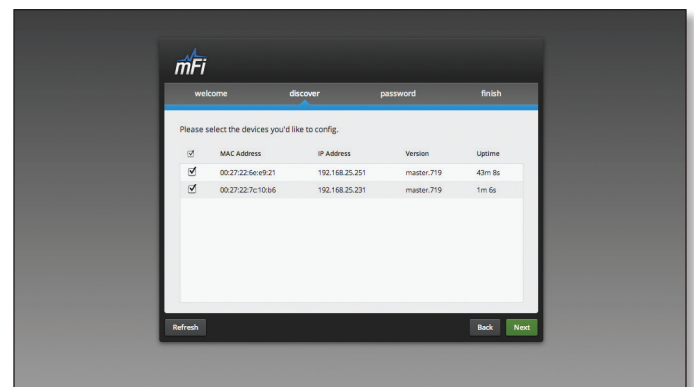 mFi
welcome discover password finish
Please select the devices you'd like to config.
MAC Address IP Address Version Uptime
00:27:22:6e:e9:21 192.168.25.251 master.719 43m 8s
00:27:22:7c:10:b6 192.168.25.231 master.719 1m 6s
Refresh Back Next